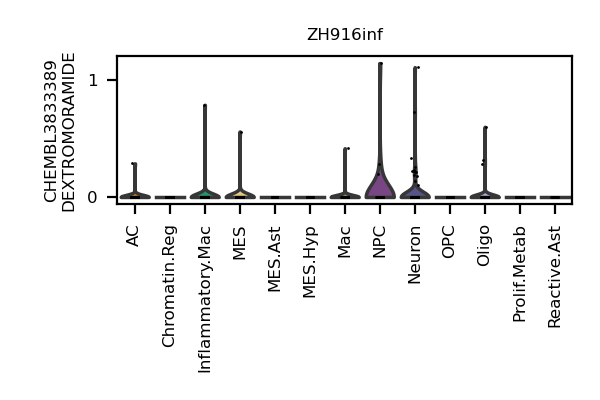 ZH916inf
CHEMBL3833389
DEXTROMORAMIDE
1
0
AC
Chromatin.Reg
Inflammatory.Mac
MES
MES.Ast
MES.Hyp
Mac
NPC
Neuron
OPC
Oligo
Prolif.Metab
Reactive.Ast